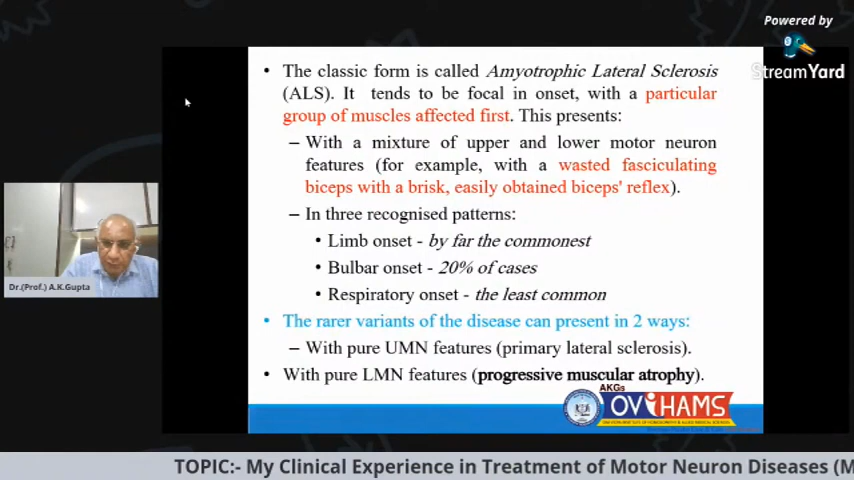 Powered by
StreamYard
• The classic form is called Amyotrophic Lateral Sclerosis
(ALS). It tends to be focal in onset, with a particular
group of muscles affected first. This presents:
– With a mixture of upper and lower motor neuron
features (for example, with a wasted fasciculating
biceps with a brisk, easily obtained biceps' reflex).
– In three recognised patterns:
• Limb onset - by far the commonest
• Bulbar onset - 20% of cases
• Respiratory onset - the least common
• The rarer variants of the disease can present in 2 ways:
– With pure UMN features (primary lateral sclerosis).
• With pure LMN features (progressive muscular atrophy).
Dr.(Prof.) A.K.Gupta
AKGs
OVIHAMS
TOPIC:- My Clinical Experience in Treatment of Motor Neuron Diseases (M